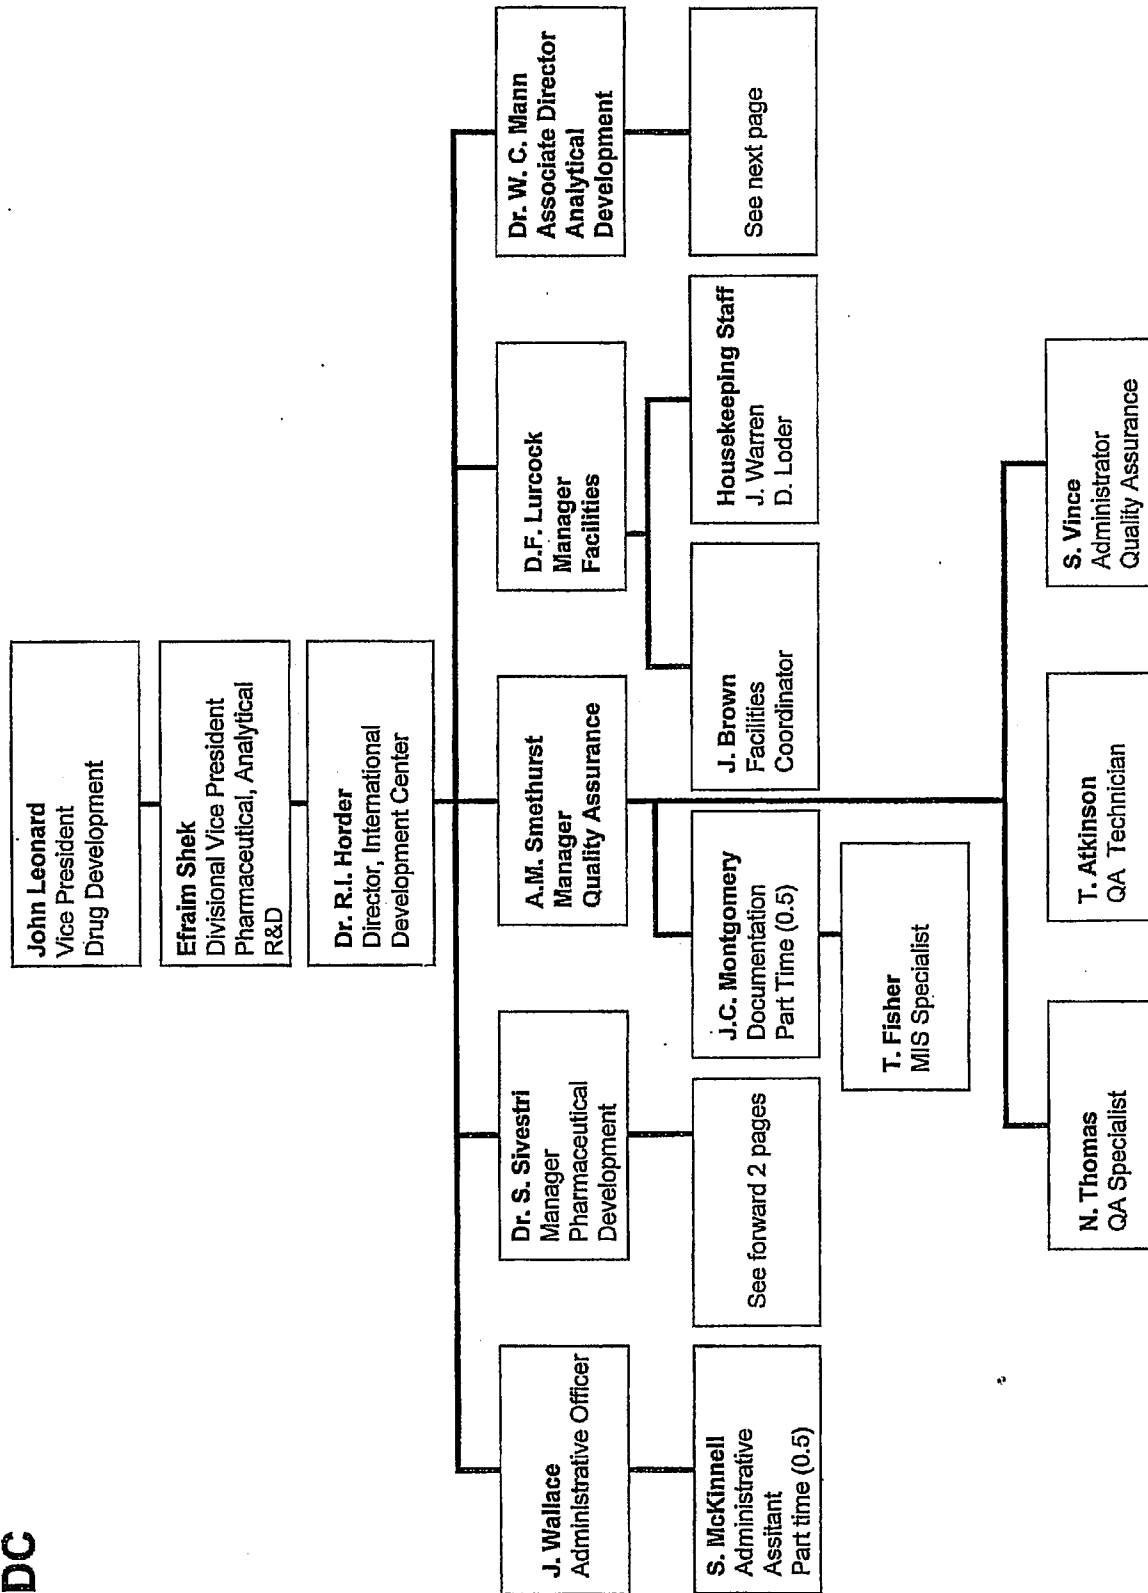 DC
John Leonard
Vice President
Drug Development
Efraim Shek
Divisional Vice President
Pharmaceutical, Analytical
R&D
Dr. R.I. Horder
Director, International
Development Center
J. Wallace
Administrative Officer
Dr. S. Sivestri
Manager
Pharmaceutical
Development
A.M. Smethurst
Manager
Quality Assurance
D.F. Lurcock
Manager
Facilities
Dr. W. C. Mann
Associate Director
Analytical
Development
S. McKinnell
Administrative
Assitant
Part time (0.5)
See forward 2 pages
J.C. Montgomery
Documentation
Part Time (0.5)
J. Brown
Facilities
Coordinator
Housekeeping Staff
J. Warren
D. Loder
See next page
T. Fisher
MIS Specialist
N. Thomas
QA Specialist
T. Atkinson
QA Technician
S. Vince
Administrator
Quality Assurance